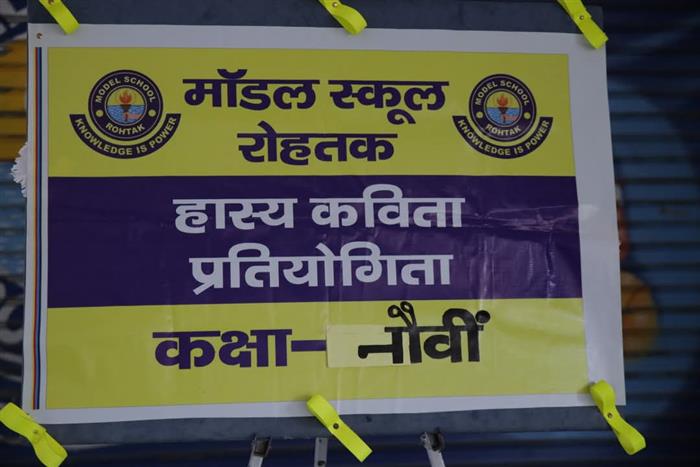 मॉडल स्कूल
रोहतक
MODEL SCHOOL
ROHTAK
KNOWLEDGE IS POWER
MODEL SCHOOL
ROHTAK
KNOWLEDGE IS POWER
हास्य कविता
प्रतियोगिता
कक्षा- नौवीं